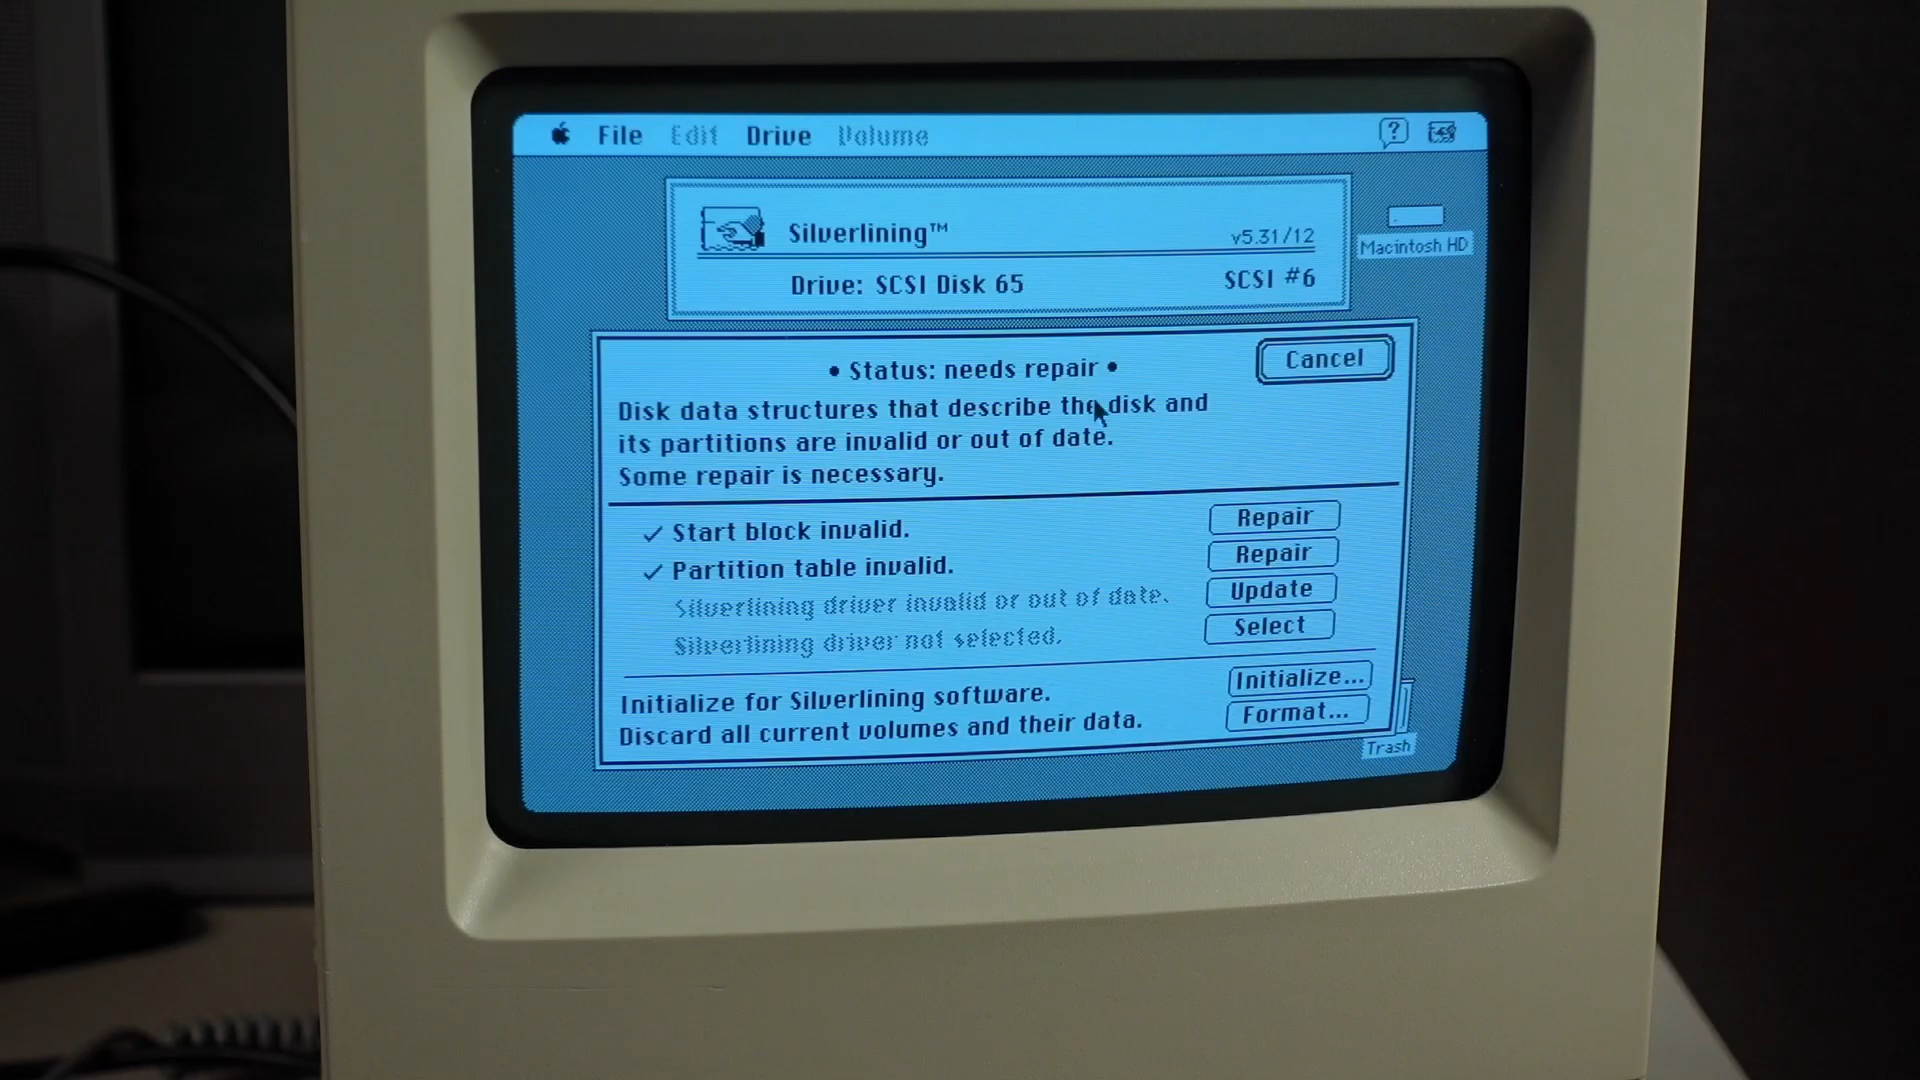 File Edit Drive Volume ?
Silverlining™ v5.31/12
Drive: SCSI Disk 65 SCSI #6
Macintosh HD
• Status: needs repair • Cancel
Disk data structures that describe the disk and
its partitions are invalid or out of date.
Some repair is necessary.
✓ Start block invalid. Repair
✓ Partition table invalid. Repair
Silverlining driver invalid or out of date. Update
Silverlining driver not selected. Select
Initialize for Silverlining software. Initialize...
Discard all current volumes and their data. Format...
Trash